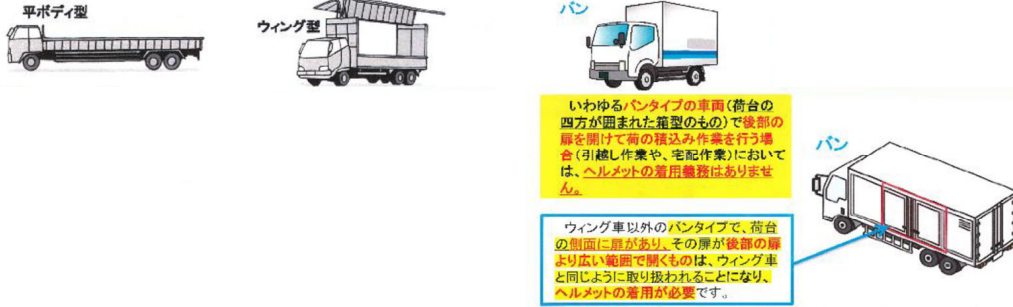 平ボディ型
ウィング型
バン
いわゆるバンタイプの車両(荷台の
四方が囲まれた箱型のもの)で後部の
扉を開けて荷の積込み作業を行う場
合(引越し作業や、宅配作業)において
は、ヘルメットの着用義務はありませ
ん。
バン
ウィング車以外のバンタイプで、荷台
の側面に扉があり、その扉が後部の扉
より広い範囲で開くものは、ウィング車
と同じように取り扱われることになり、
ヘルメットの着用が必要です。